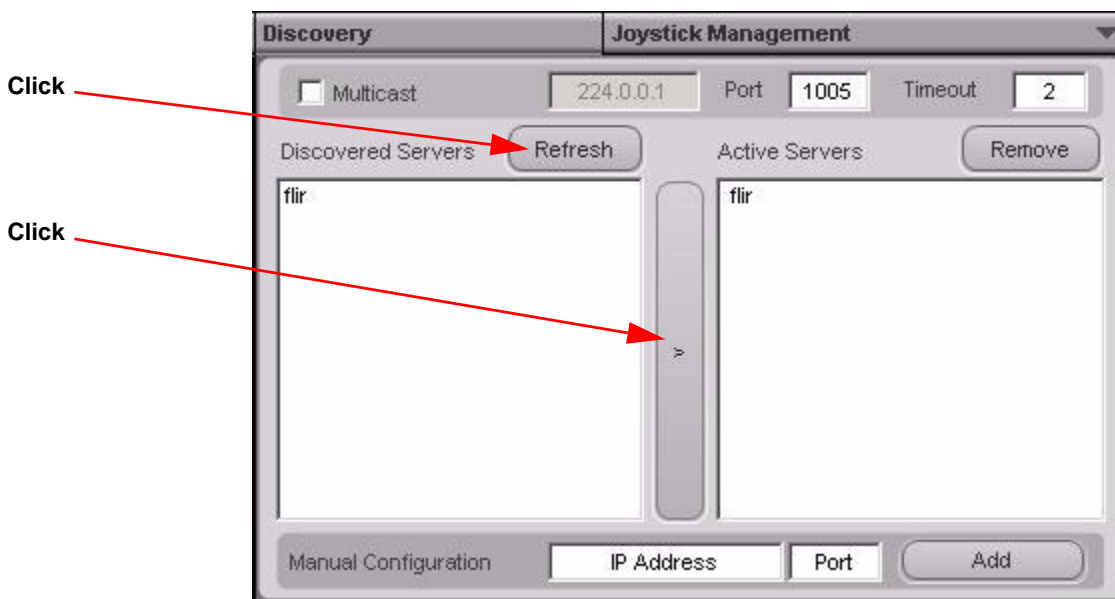 Discovery Joystick Management
Click
Multicast 224.0.0.1 Port 1005 Timeout 2
Discovered Servers Refresh Active Servers Remove
flir flir
Click
>
Manual Configuration IP Address Port Add